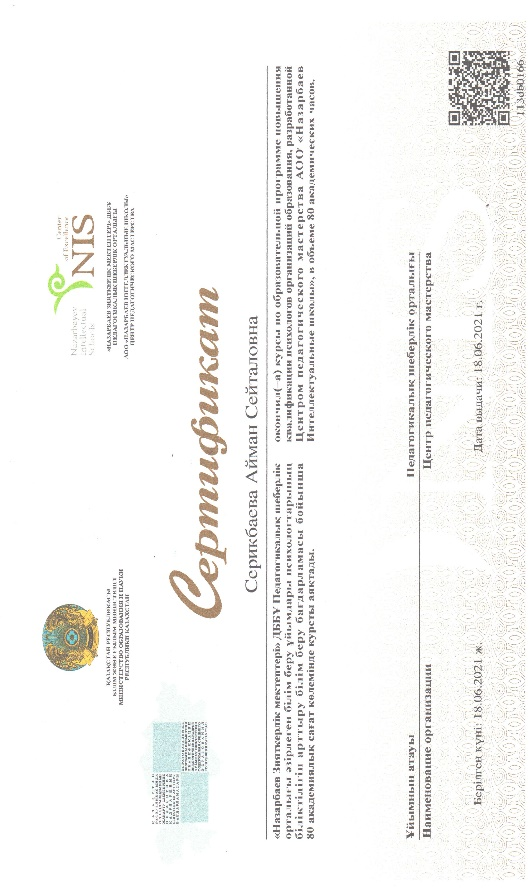 ҚАЗАҚСТАН РЕСПУБЛИКАСЫ
БІЛІМ ЖӘНЕ ҒЫЛЫМ МИНИСТРЛІГІ
МИНИСТЕРСТВО ОБРАЗОВАНИЯ И НАУКИ
РЕСПУБЛИКИ КАЗАХСТАН
Nazarbayev
Intellectual
Schools
Center
of Excellence
NIS
«НАЗАРБАЕВ ЗИЯТКЕРЛІК МЕКТЕПТЕРІ» ДББҰ
ПЕДАГОГИКАЛЫҚ ШЕБЕРЛІК ОРТАЛЫҒЫ
АОО «НАЗАРБАЕВ ИНТЕЛЛЕКТУАЛЬНЫЕ ШКОЛЫ»
ЦЕНТР ПЕДАГОГИЧЕСКОГО МАСТЕРСТВА
Сертификат
Серикбаева Айман Сейталовна
«Назарбаев Зияткерлік мектептері» ДББҰ Педагогикалық шеберлік
орталығы әзірлеген білім беру ұйымдары психологтарының
біліктілігін арттыру білім беру бағдарламасы бойынша
80 академиялық сағат көлемінде курсты аяқтады.
окончил(-а) курсы по образовательной программе повышения
квалификации психологов организаций образования, разработанной
Центром педагогического мастерства АОО «Назарбаев
Интеллектуальные школы», в объеме 80 академических часов.
Ұйымның атауы
Педагогикалық шеберлік орталығы
Наименование организации
Центр педагогического мастерства
Берілген күні: 18.06.2021 ж.
Дата выдачи: 18.06.2021 г.
113db0166